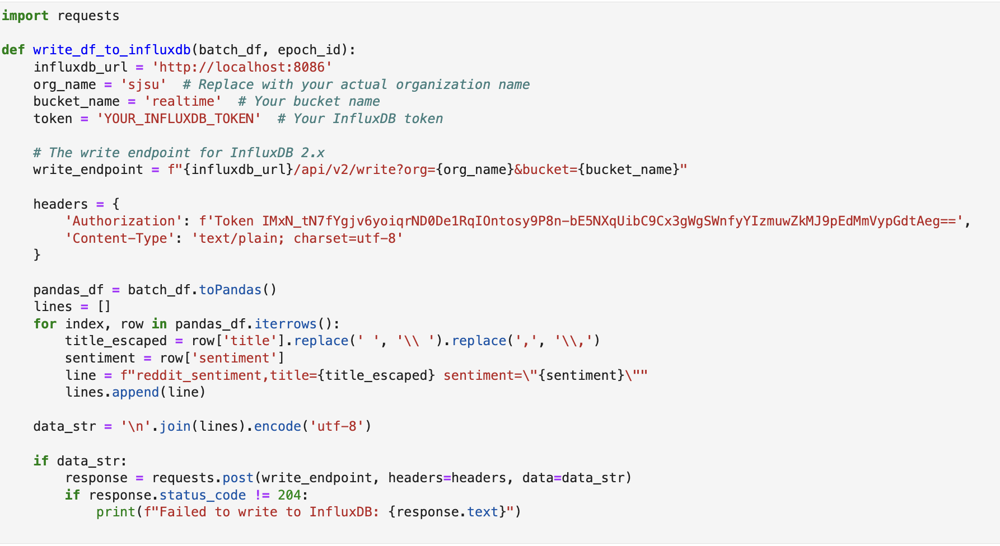 import requests
def write_df_to_influxdb(batch_df, epoch_id):
    influxdb_url = 'http://localhost:8086'
    org_name = 'sjsu'  # Replace with your actual organization name
    bucket_name = 'realtime'  # Your bucket name
    token = 'YOUR_INFLUXDB_TOKEN'  # Your InfluxDB token
    # The write endpoint for InfluxDB 2.x
    write_endpoint = f"{influxdb_url}/api/v2/write?org={org_name}&bucket={bucket_name}"
    headers = {
        'Authorization': f'Token IMxN_tN7fYgjv6yoiqrND0De1RqIOntosy9P8n-bE5NXqUibC9Cx3gWgSWnfyYIzmuwZkMJ9pEdMmVypGdtAeg==',
        'Content-Type': 'text/plain; charset=utf-8'
    }
    pandas_df = batch_df.toPandas()
    lines = []
    for index, row in pandas_df.iterrows():
        title_escaped = row['title'].replace(' ', '\\ ').replace(',', '\\,')
        sentiment = row['sentiment']
        line = f"reddit_sentiment,title={title_escaped} sentiment=\"{sentiment}\""
        lines.append(line)
    data_str = '\n'.join(lines).encode('utf-8')
    if data_str:
        response = requests.post(write_endpoint, headers=headers, data=data_str)
        if response.status_code != 204:
            print(f"Failed to write to InfluxDB: {response.text}")